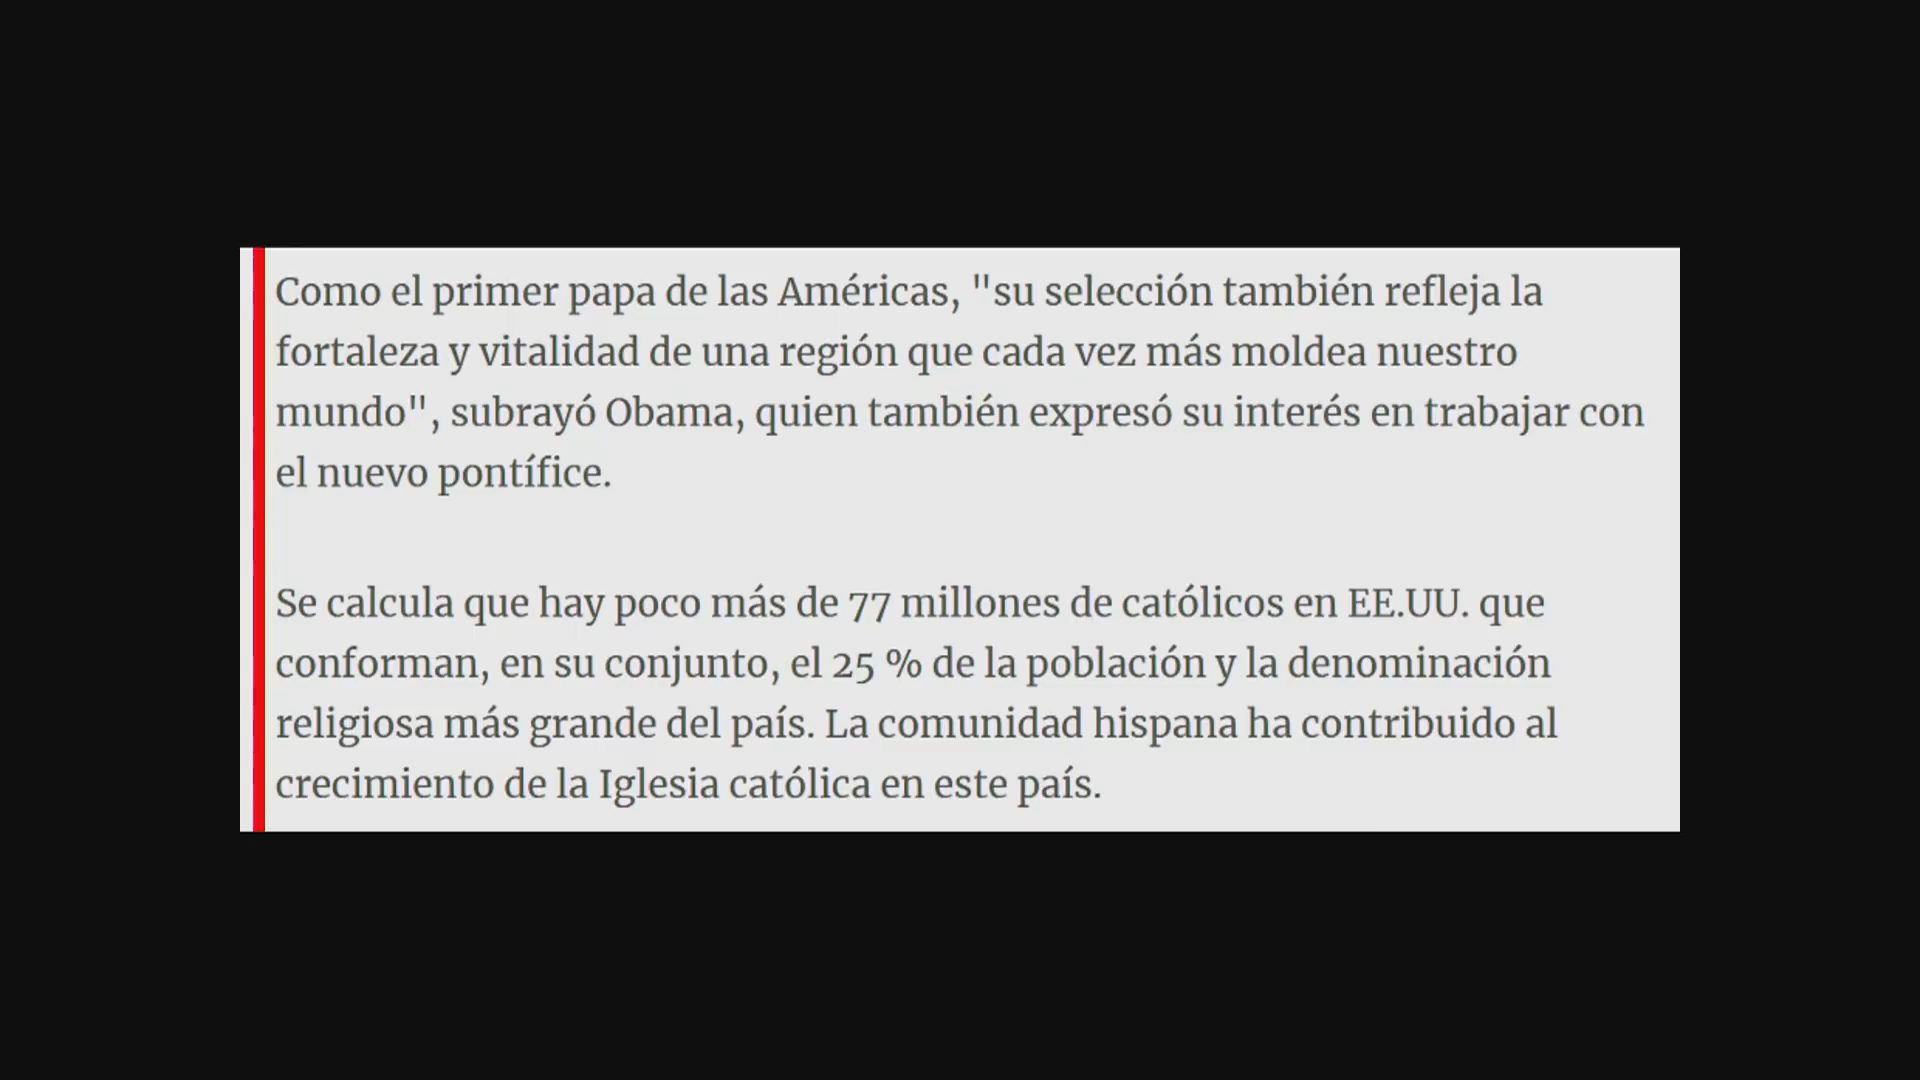 Como el primer papa de las Américas, "su selección también refleja la
fortaleza y vitalidad de una región que cada vez más moldea nuestro
mundo", subrayó Obama, quien también expresó su interés en trabajar con
el nuevo pontífice.
Se calcula que hay poco más de 77 millones de católicos en EE.UU. que
conforman, en su conjunto, el 25 % de la población y la denominación
religiosa más grande del país. La comunidad hispana ha contribuido al
crecimiento de la Iglesia católica en este país.